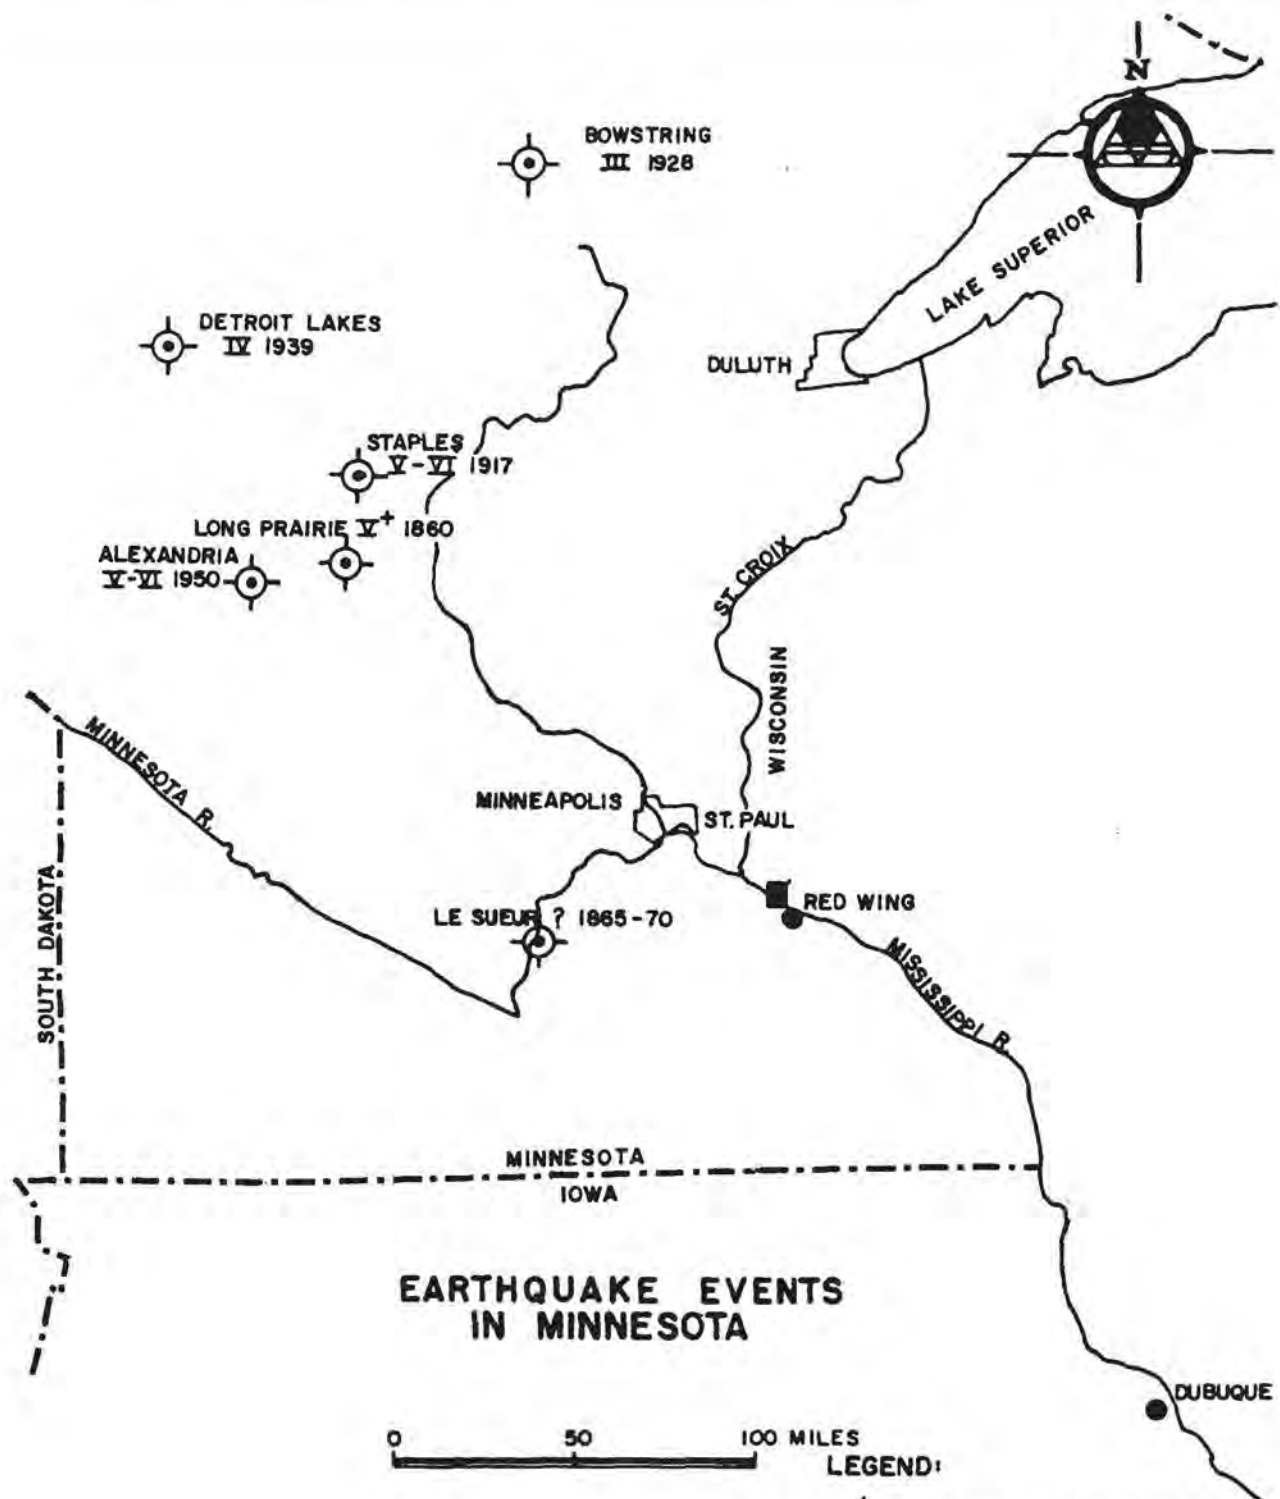 N
BOWSTRING
III 1928
LAKE SUPERIOR
DETROIT LAKES
IV 1939
DULUTH
STAPLES
V-VI 1917
LONG PRAIRIE V+ 1860
ALEXANDRIA
V-VI 1950
ST. CROIX
WISCONSIN
MINNESOTA R.
MINNEAPOLIS
ST. PAUL
RED WING
LE SUEUR ? 1865-70
MISSISSIPPI R.
SOUTH DAKOTA
MINNESOTA
IOWA
EARTHQUAKE EVENTS
IN MINNESOTA
DUBUQUE
0 50 100 MILES
LEGEND: